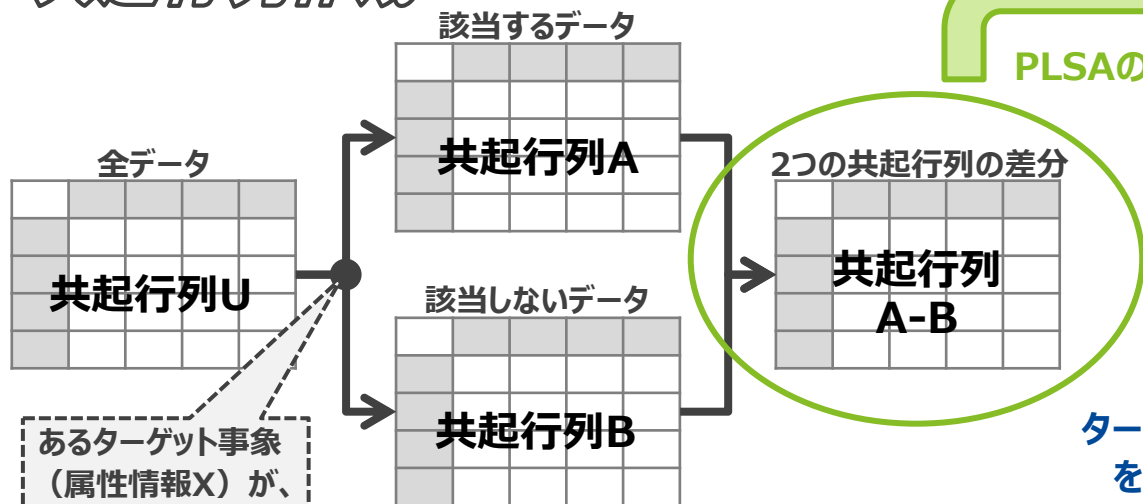 該当するデータ
PLSAの
共起行列A
全データ
2つの共起行列の差分
共起行列U
共起行列
A-B
該当しないデータ
共起行列B
あるターゲット事象
（属性情報X）が、
ター
を